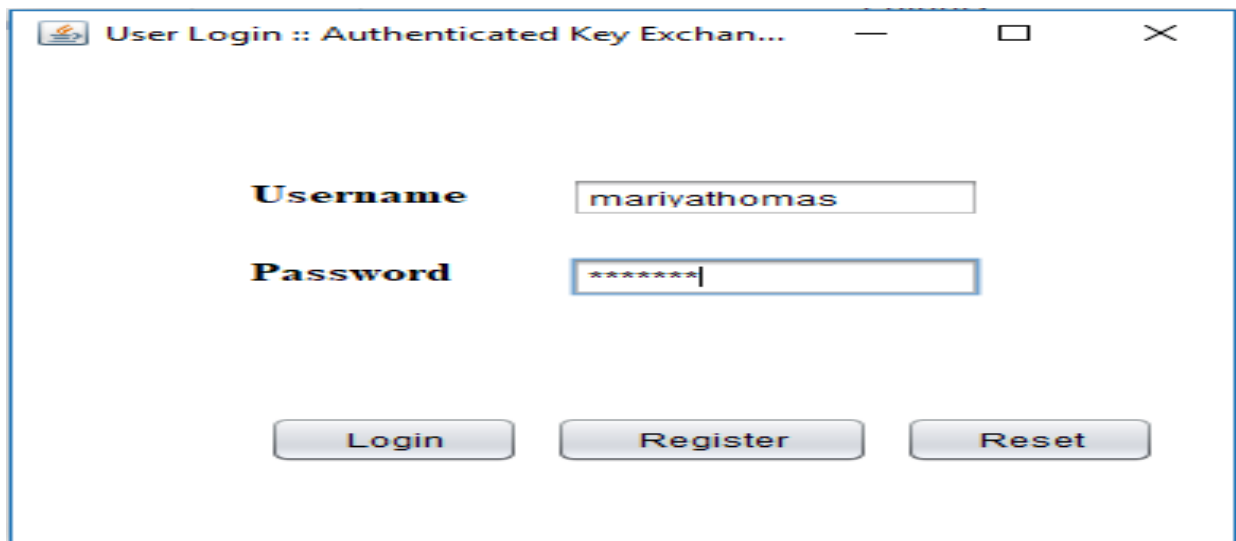 User Login :: Authenticated Key Exchan...
Username mariyathomas
Password *******
Login Register Reset